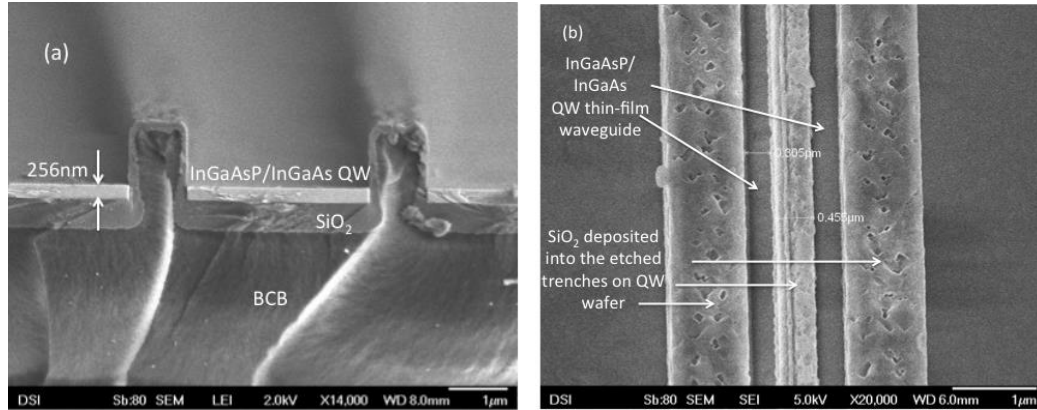 (a)
256nm
InGaAsP/InGaAs QW
SiO2
BCB
DSI Sb:80 SEM LEI 2.0kV X14,000 WD 8.0mm 1μm
(b)
InGaAsP/
InGaAs
QW thin-film
waveguide
0.305μm
0.455μm
SiO2 deposited
into the etched
trenches on QW
wafer
DSI Sb:80 SEM SEI 5.0kV X20,000 WD 6.0mm 1μm